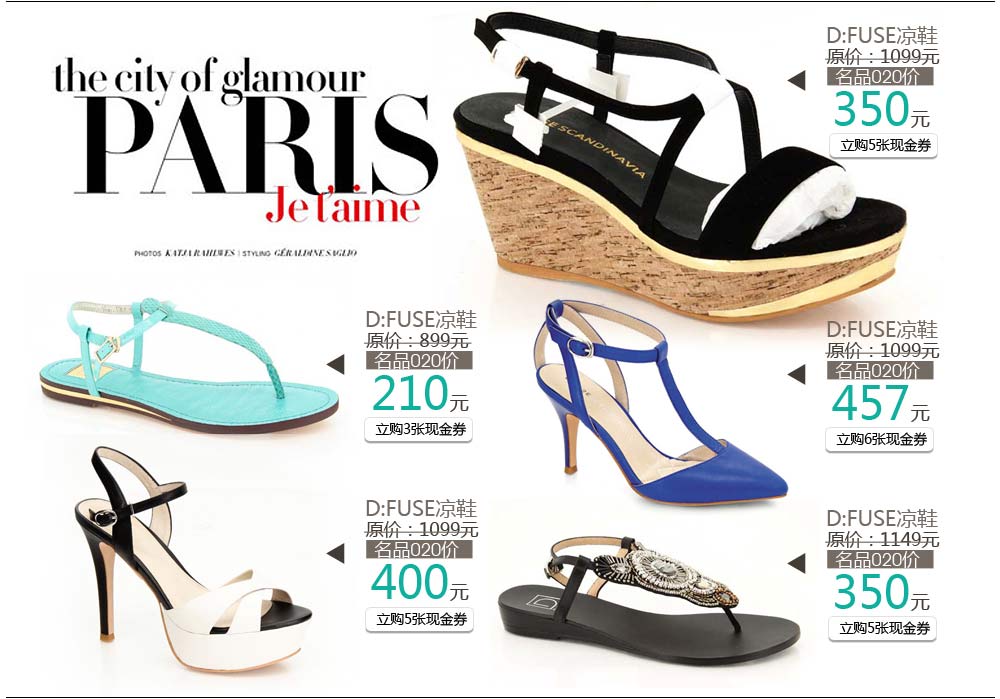 the city of glamour
PARIS
Je t'aime
PHOTOS KATJA RAHLWES | STYLING GÉRALDINE SAGLIO
ESCANDINAVIA
D:FUSE凉鞋
原价：1099元
名品020价
350元
立购5张现金券
D:FUSE凉鞋
原价：899元
名品020价
210元
立购3张现金券
D:FUSE凉鞋
原价：1099元
名品020价
457元
立购6张现金券
D:FUSE凉鞋
原价：1099元
名品020价
400元
立购5张现金券
D:FUSE凉鞋
原价：1149元
名品020价
350元
立购5张现金券